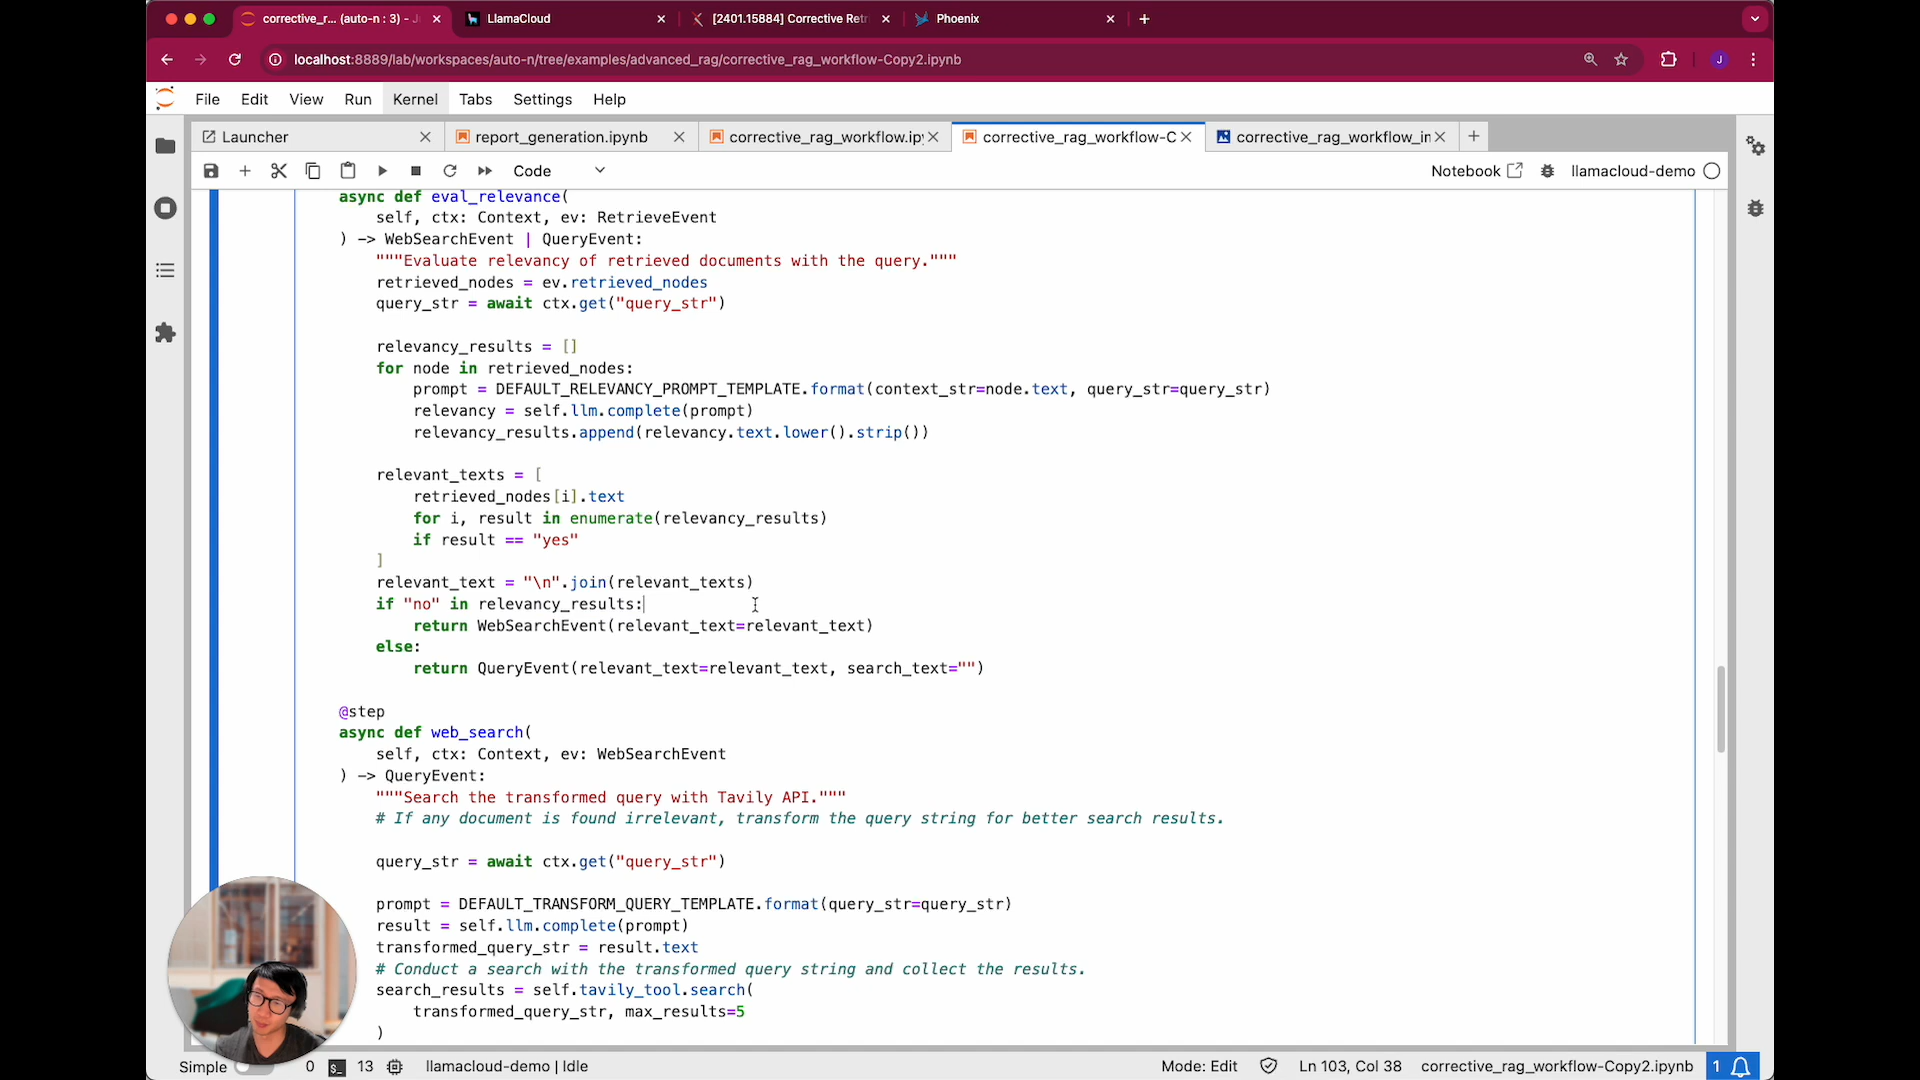 corrective_r... (auto-n : 3) - J
LlamaCloud
[2401.15884] Corrective Retr
Phoenix
localhost:8889/lab/workspaces/auto-n/tree/examples/advanced_rag/corrective_rag_workflow-Copy2.ipynb
J
File Edit View Run Kernel Tabs Settings Help
Launcher
report_generation.ipynb
corrective_rag_workflow.ipy
corrective_rag_workflow-C
corrective_rag_workflow_in
Code
Notebook
llamacloud-demo
async def eval_relevance(
self, ctx: Context, ev: RetrieveEvent
) -> WebSearchEvent | QueryEvent:
"""Evaluate relevancy of retrieved documents with the query."""
retrieved_nodes = ev.retrieved_nodes
query_str = await ctx.get("query_str")
relevancy_results = []
for node in retrieved_nodes:
prompt = DEFAULT_RELEVANCY_PROMPT_TEMPLATE.format(context_str=node.text, query_str=query_str)
relevancy = self.llm.complete(prompt)
relevancy_results.append(relevancy.text.lower().strip())
relevant_texts = [
retrieved_nodes[i].text
for i, result in enumerate(relevancy_results)
if result == "yes"
]
relevant_text = "\n".join(relevant_texts)
if "no" in relevancy_results:
return WebSearchEvent(relevant_text=relevant_text)
else:
return QueryEvent(relevant_text=relevant_text, search_text="")
@step
async def web_search(
self, ctx: Context, ev: WebSearchEvent
) -> QueryEvent:
"""Search the transformed query with Tavily API."""
# If any document is found irrelevant, transform the query string for better search results.
query_str = await ctx.get("query_str")
prompt = DEFAULT_TRANSFORM_QUERY_TEMPLATE.format(query_str=query_str)
result = self.llm.complete(prompt)
transformed_query_str = result.text
# Conduct a search with the transformed query string and collect the results.
search_results = self.tavily_tool.search(
transformed_query_str, max_results=5
)
Simple 0 $_ 13 llamacloud-demo | Idle
Mode: Edit Ln 103, Col 38 corrective_rag_workflow-Copy2.ipynb 1